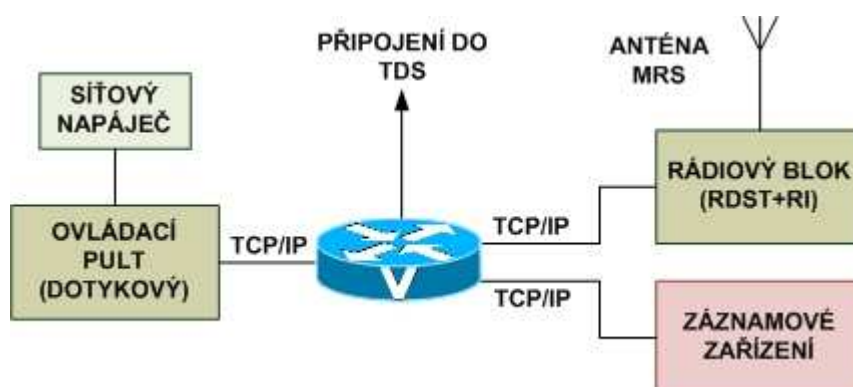 PŘIPOJENÍ DO
TDS
ANTÉNA
MRS
SÍŤOVÝ
NAPÁJEČ
RÁDIOVÝ BLOK
(RDST+RI)
OVLÁDACÍ
PULT
(DOTYKOVÝ)
TCP/IP
TCP/IP
V
TCP/IP
ZÁZNAMOVÉ
ZAŘÍZENÍ